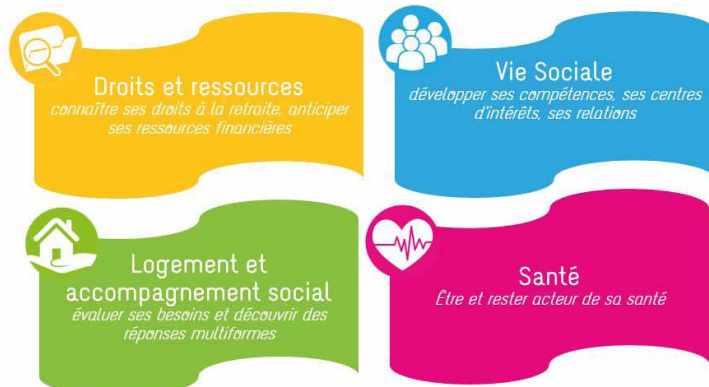 Droits et ressources
connaître ses droits à la retraite, anticiper
ses ressources financières
Vie Sociale
développer ses compétences, ses centres
d'intérêts, ses relations
Logement et
accompagnement social
évaluer ses besoins et découvrir des
réponses multiformes
Santé
Être et rester acteur de sa santé